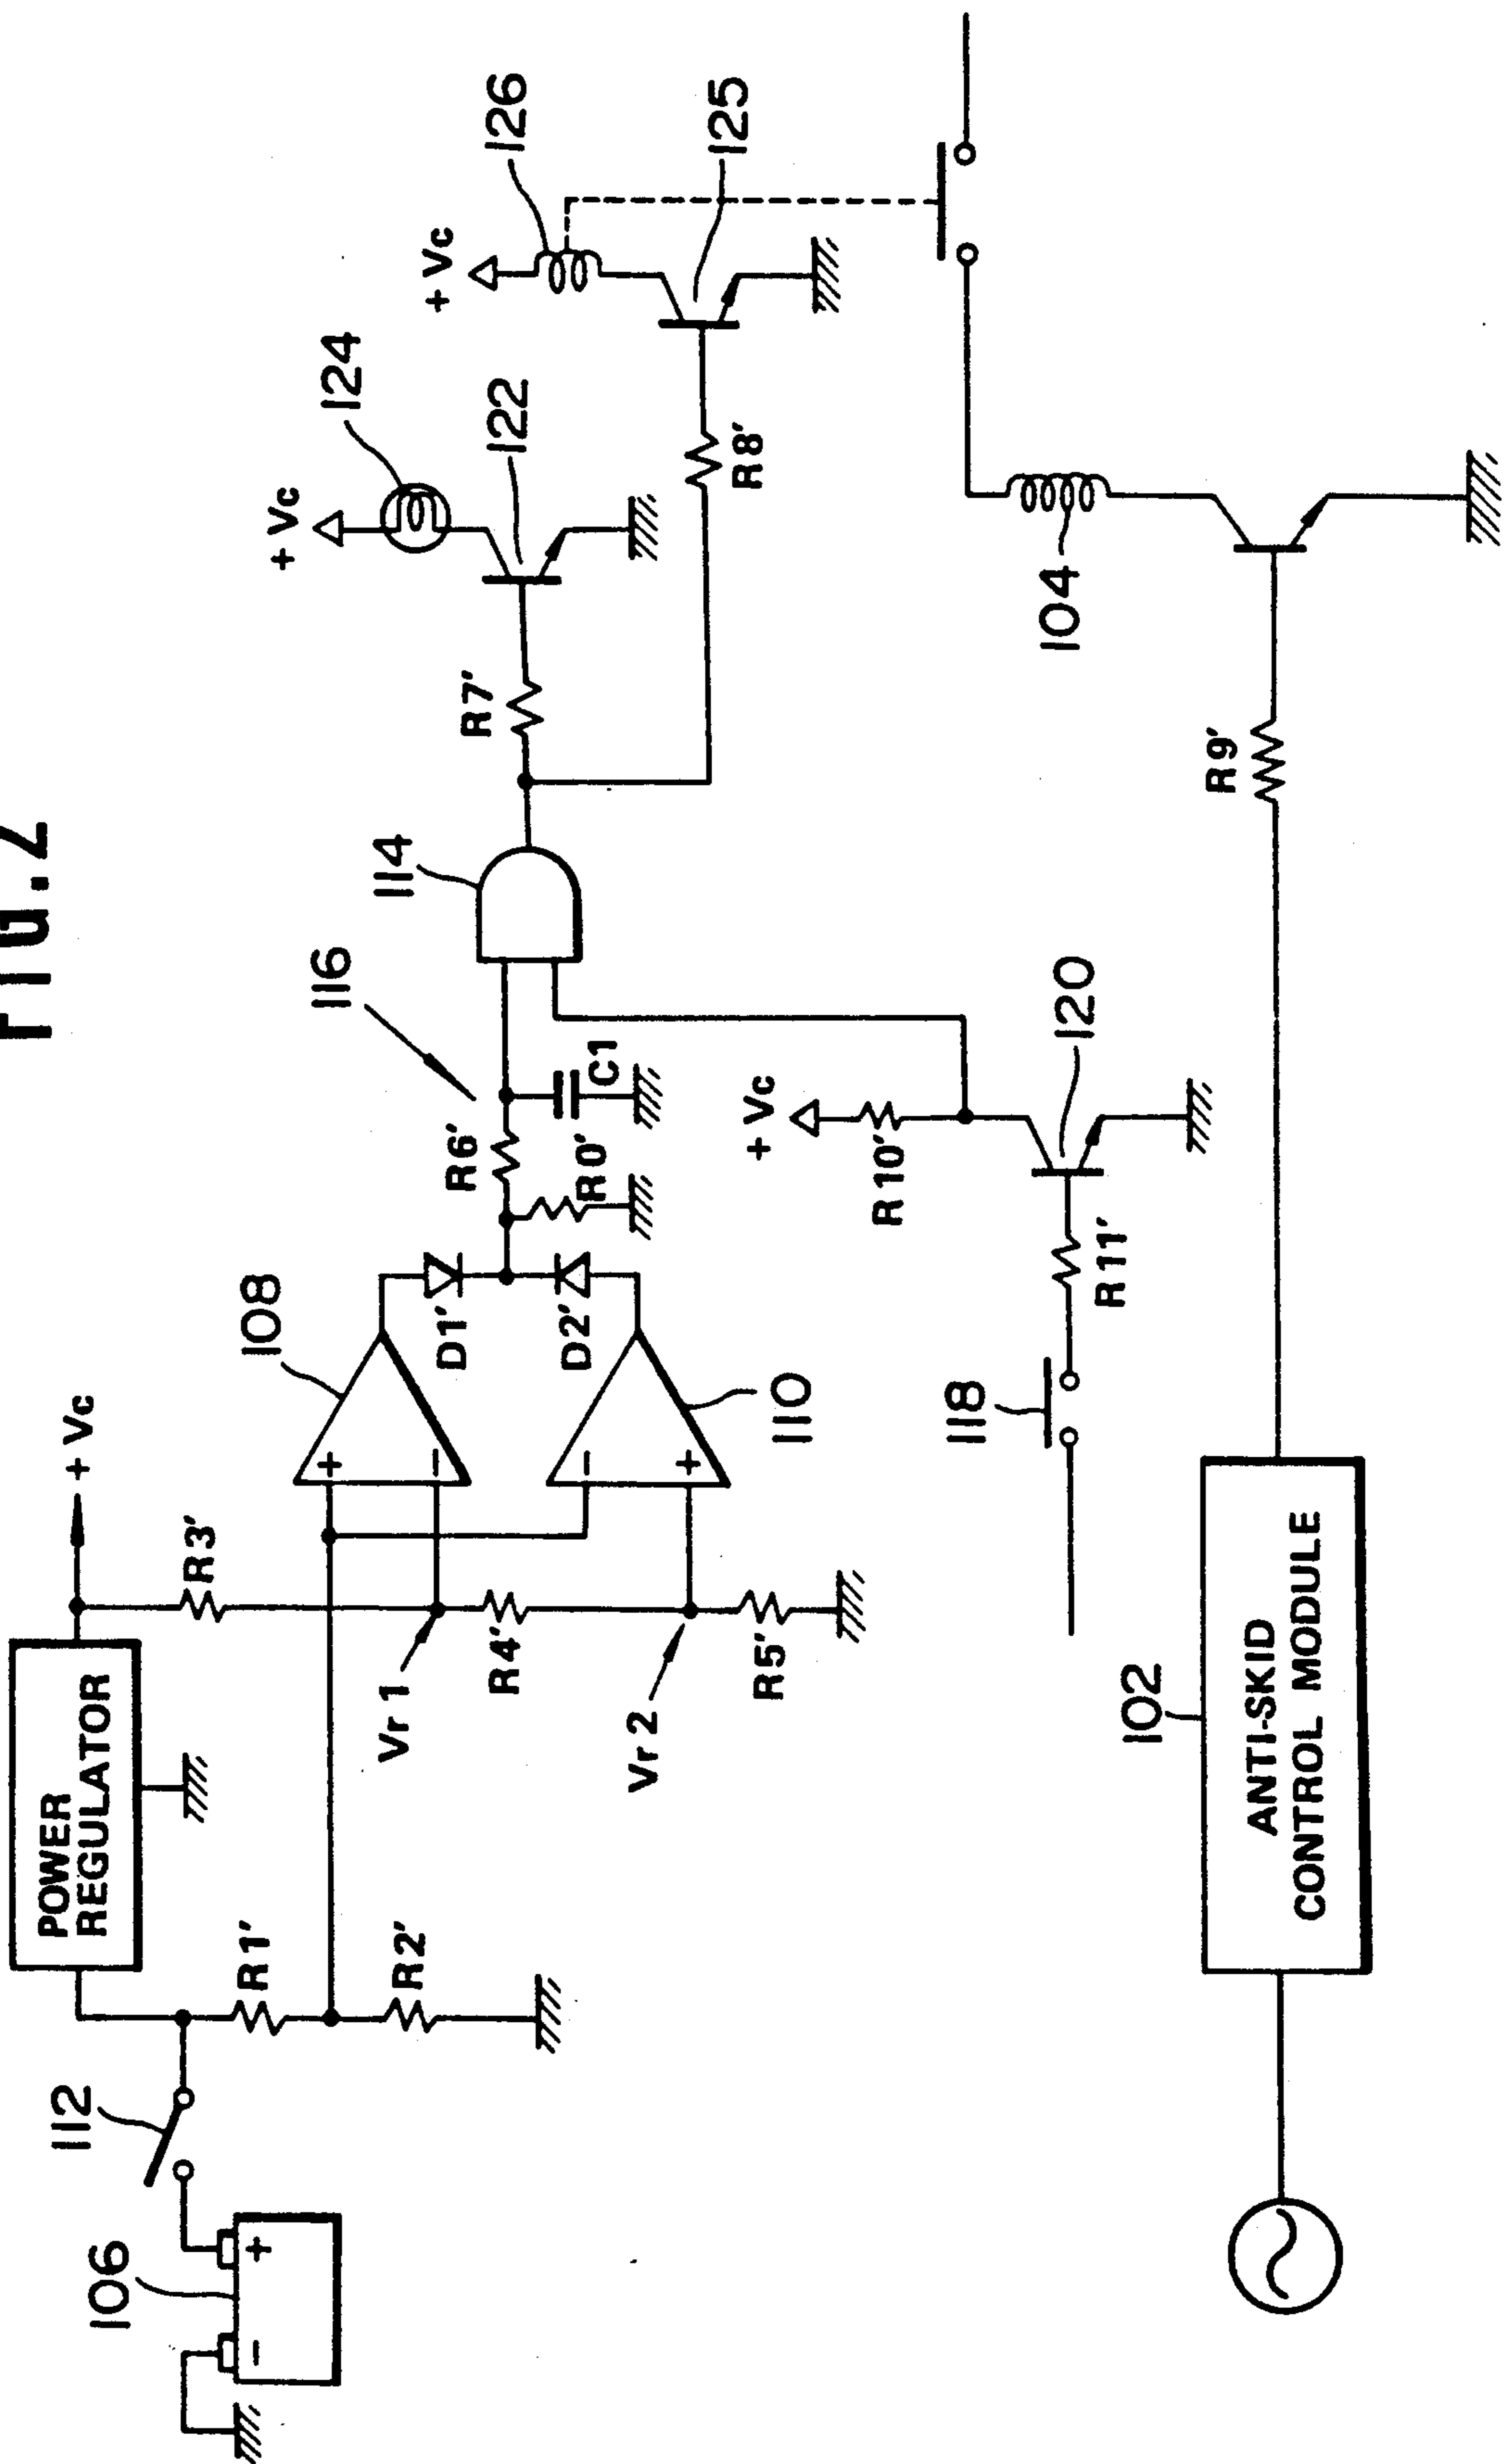 FIG. 2
106
112
POWER
REGULATOR
+ Vc
R1'
R2'
R3'
Vr1
R4'
Vr2
R5'
108
+
−
110
−
+
D1'
D2'
R6'
R0'
116
C1
114
R7'
+ Vc
124
122
R8'
+ Vc
126
125
118
R11'
+ Vc
R10'
120
102
ANTI-SKID
CONTROL MODULE
R9'
104
+
−